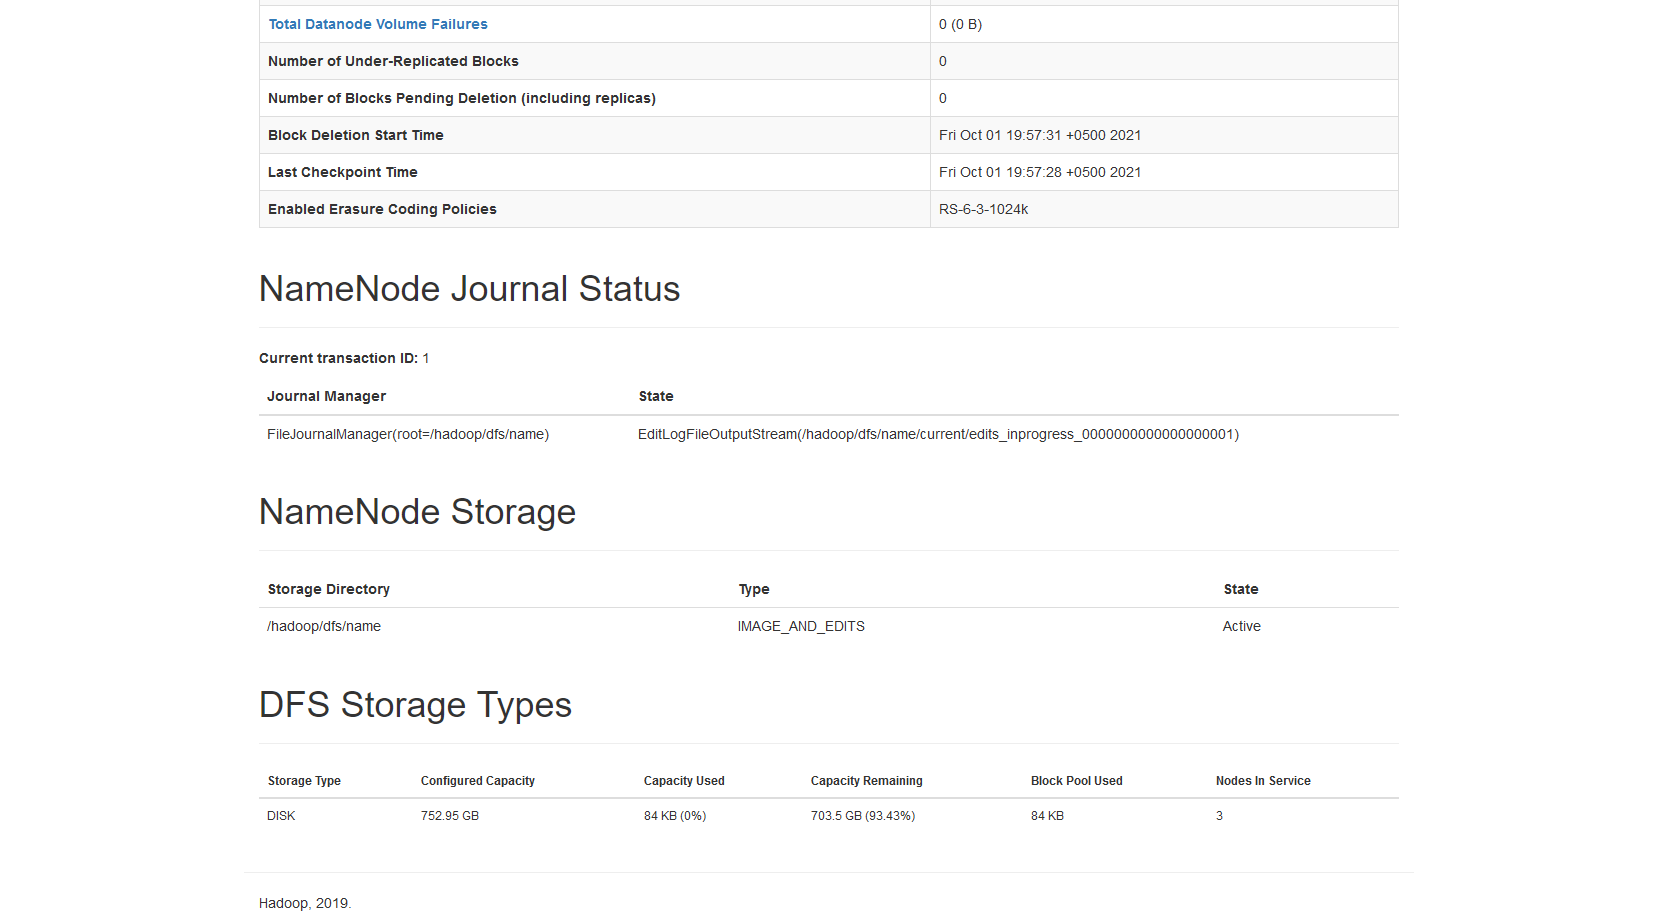 Total Datanode Volume Failures 0 (0 B)
Number of Under-Replicated Blocks 0
Number of Blocks Pending Deletion (including replicas) 0
Block Deletion Start Time Fri Oct 01 19:57:31 +0500 2021
Last Checkpoint Time Fri Oct 01 19:57:28 +0500 2021
Enabled Erasure Coding Policies RS-6-3-1024k
NameNode Journal Status
Current transaction ID: 1
Journal Manager State
FileJournalManager(root=/hadoop/dfs/name) EditLogFileOutputStream(/hadoop/dfs/name/current/edits_inprogress_0000000000000000001)
NameNode Storage
Storage Directory Type State
/hadoop/dfs/name IMAGE_AND_EDITS Active
DFS Storage Types
Storage Type Configured Capacity Capacity Used Capacity Remaining Block Pool Used Nodes In Service
DISK 752.95 GB 84 KB (0%) 703.5 GB (93.43%) 84 KB 3
Hadoop, 2019.